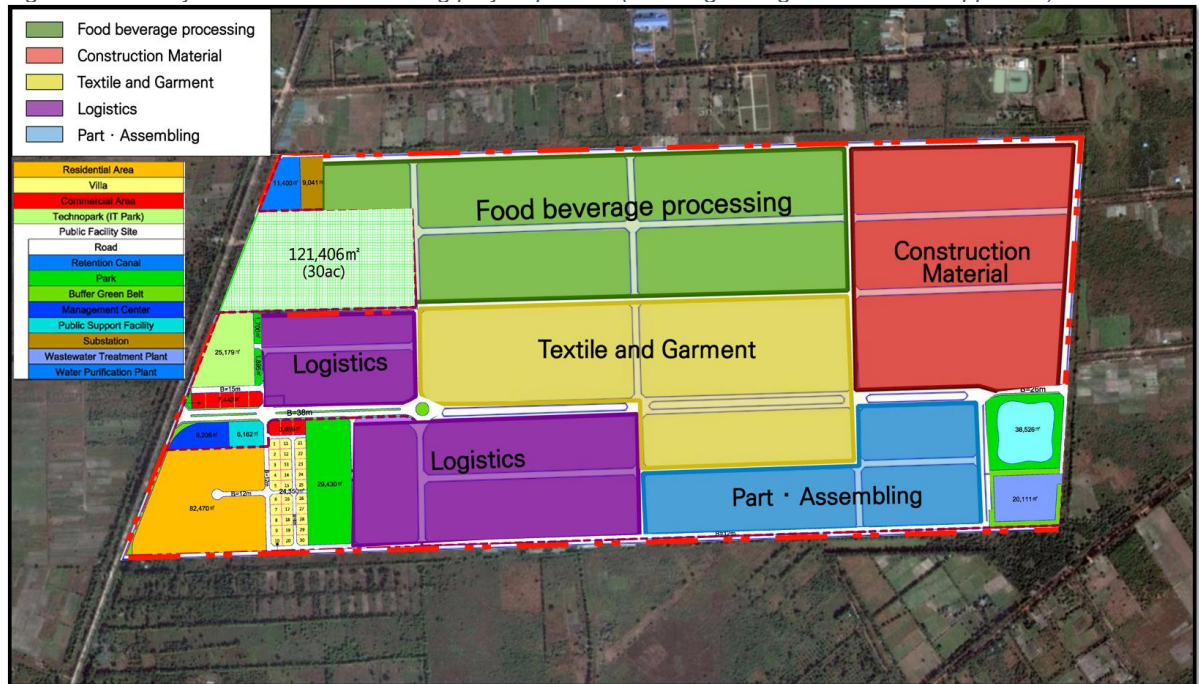 Food beverage processing
Construction Material
Textile and Garment
Logistics
Part · Assembling
Residential Area
Villa
Commercial Area
Technopark (IT Park)
Public Facility Site
Road
Retention Canal
Park
Buffer Green Belt
Management Center
Public Support Facility
Substation
Wastewater Treatment Plant
Water Purification Plant
11,400㎡
9,041㎡
Food beverage processing
121,406㎡
(30ac)
Construction
Material
25,179㎡
Logistics
Textile and Garment
B=15m
B=38m
B=26m
6,162㎡
38,526㎡
Logistics
29,430㎡
Part · Assembling
B=12m
82,470㎡
20,111㎡